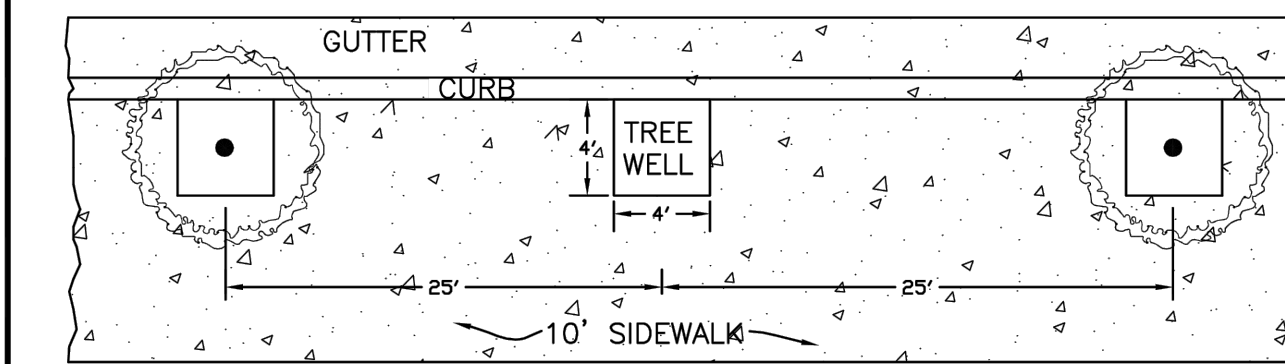 GUTTER
CURB
TREE
WELL
4'
4'
25'
25'
10' SIDEWALK